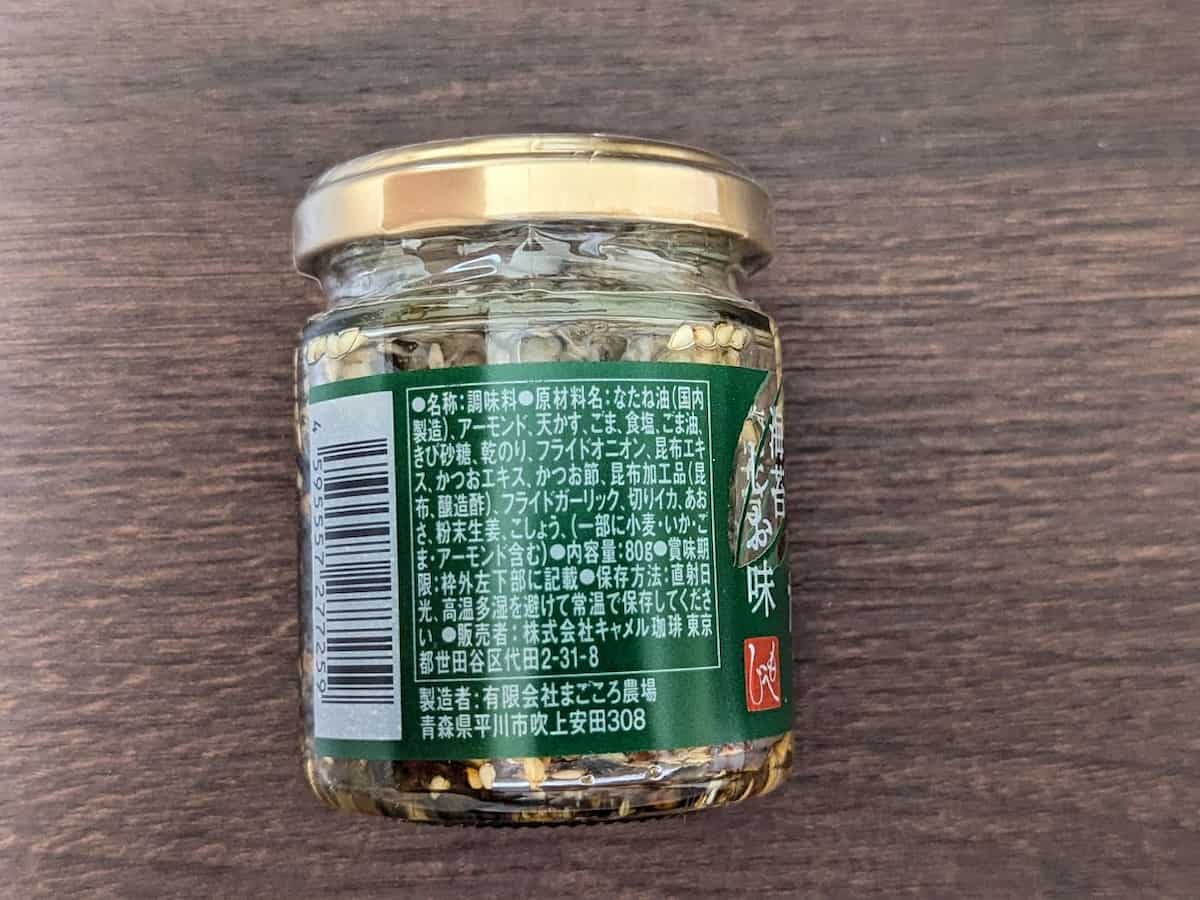 ●名称:調味料●原材料名:なたね油(国内
製造)、アーモンド、天かす、ごま、食塩、ごま油、
きび砂糖、乾のり、フライドオニオン、昆布エキ
ス、かつおエキス、かつお節、昆布加工品(昆
布、醸造酢)、フライドガーリック、切りイカ、あお
さ、粉末生姜、こしょう、(一部に小麦・いか・ご
ま・アーモンド含む)●内容量:80g●賞味期
限:枠外左下部に記載●保存方法:直射日
光、高温多湿を避けて常温で保存してくださ
い。●販売者:株式会社キャメル珈琲 東京
都世田谷区代田2-31-8
製造者:有限会社まごころ農場
青森県平川市吹上安田308
4 595557 277259
海苔
しお
味
もへじ